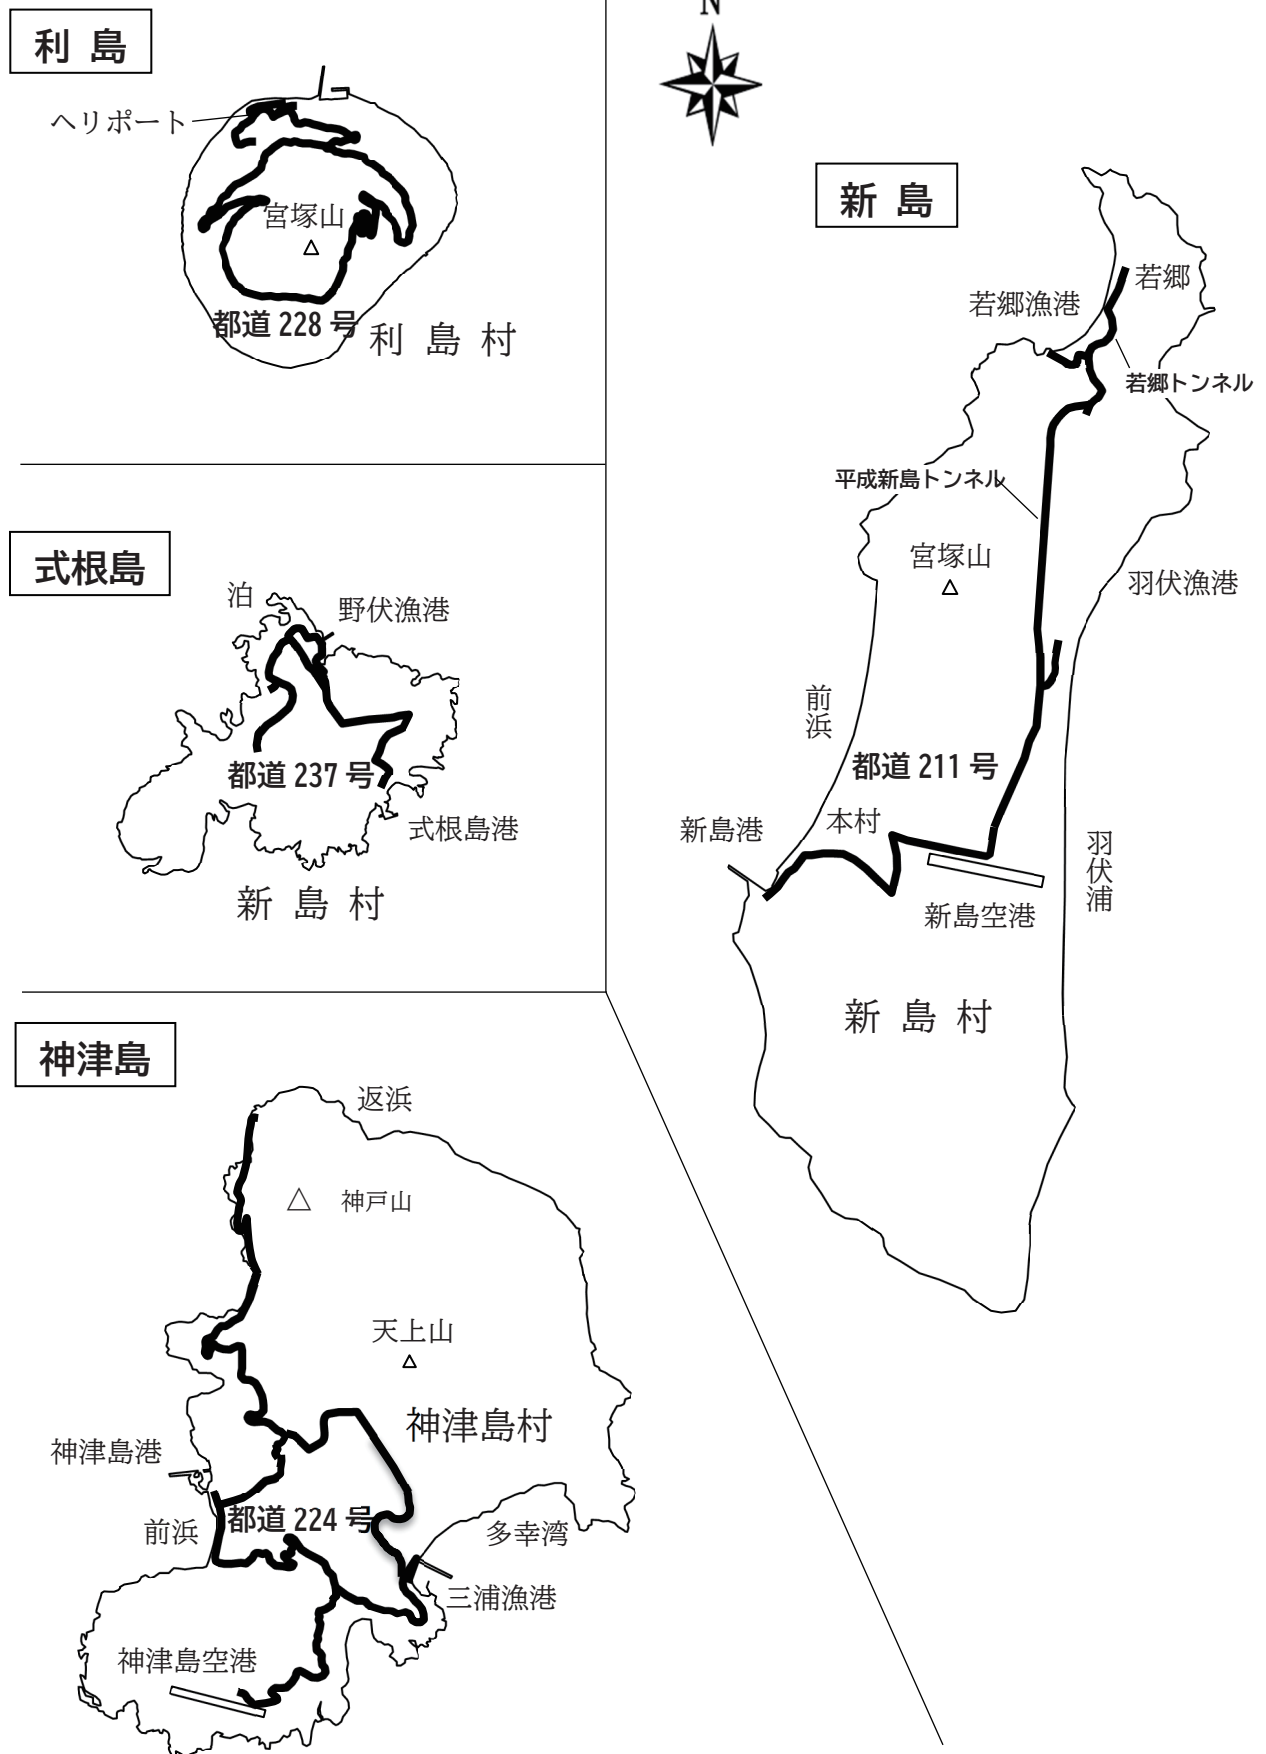 利 島
ヘリポート
宮塚山
都道 228 号
利 島 村
式根島
泊
野伏漁港
都道 237 号
式根島港
新 島 村
神津島
返浜
神戸山
天上山
神津島村
神津島港
都道 224 号
前浜
多幸湾
三浦漁港
神津島空港
N
新 島
若郷
若郷漁港
若郷トンネル
平成新島トンネル
宮塚山
羽伏漁港
前浜
都道 211 号
本村
新島港
羽伏浦
新島空港
新 島 村